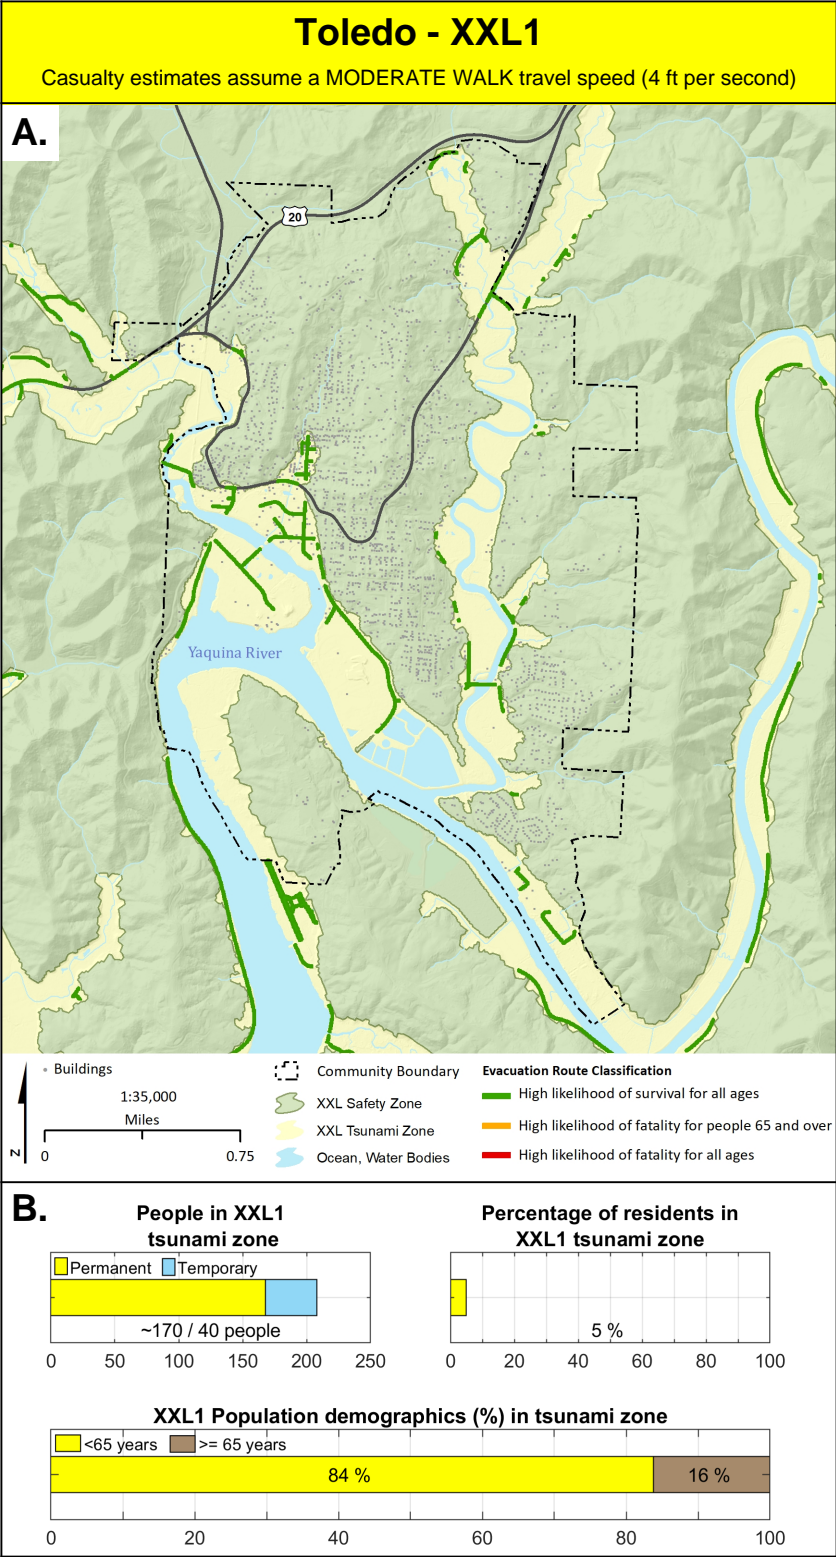 Toledo - XXL1
Casualty estimates assume a MODERATE WALK travel speed (4 ft per second)
A.
20
Yaquina River
Buildings
1:35,000
Miles
0 0.75
N
Community Boundary
XXL Safety Zone
XXL Tsunami Zone
Ocean, Water Bodies
Evacuation Route Classification
High likelihood of survival for all ages
High likelihood of fatality for people 65 and over
High likelihood of fatality for all ages
B.
People in XXL1
tsunami zone
Permanent Temporary
~170 / 40 people
0 50 100 150 200 250
Percentage of residents in
XXL1 tsunami zone
5 %
0 20 40 60 80 100
XXL1 Population demographics (%) in tsunami zone
<65 years >= 65 years
84 % 16 %
0 20 40 60 80 100